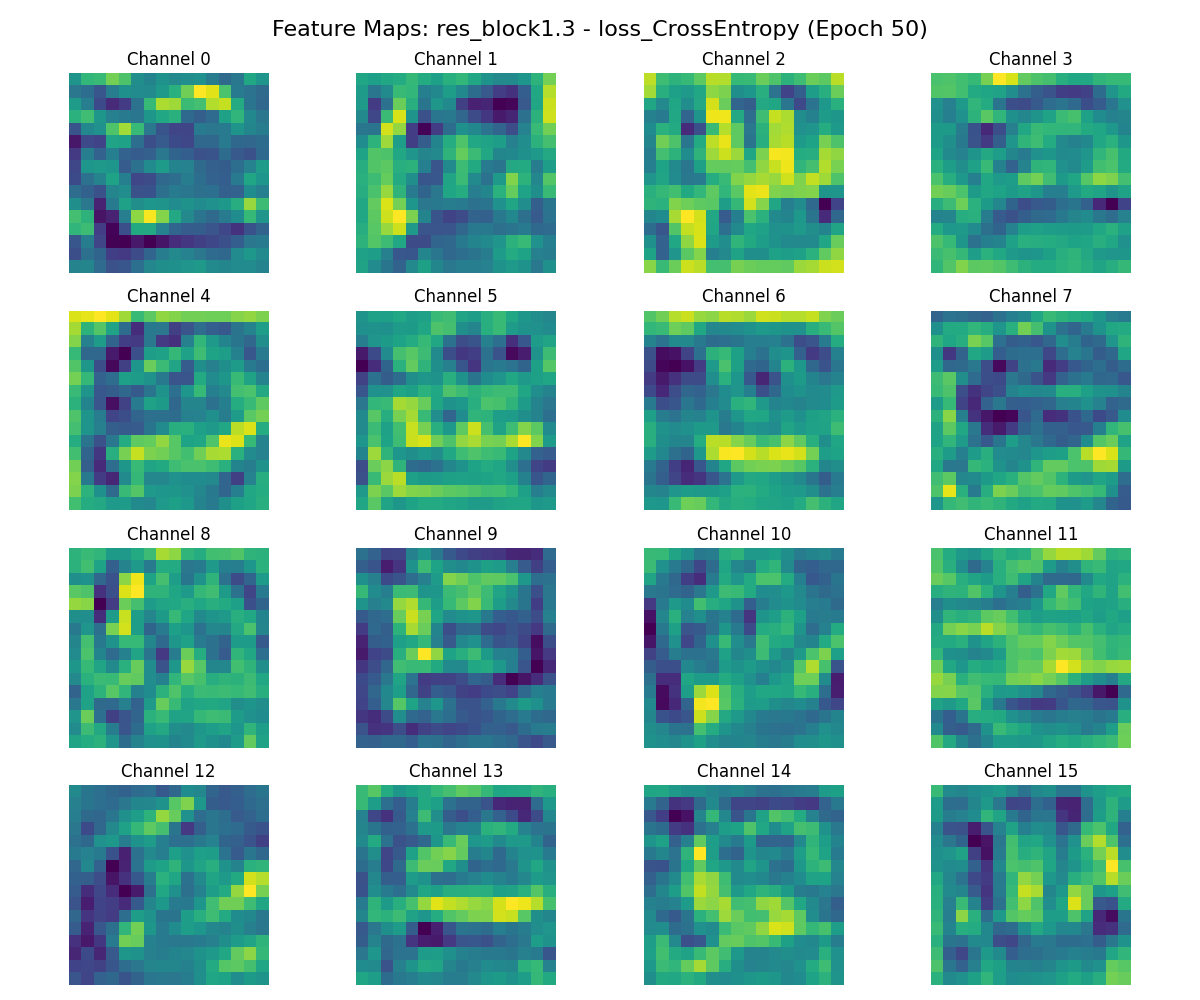 Feature Maps: res_block1.3 - loss_CrossEntropy (Epoch 50)
Channel 0
Channel 1
Channel 2
Channel 3
Channel 4
Channel 5
Channel 6
Channel 7
Channel 8
Channel 9
Channel 10
Channel 11
Channel 12
Channel 13
Channel 14
Channel 15